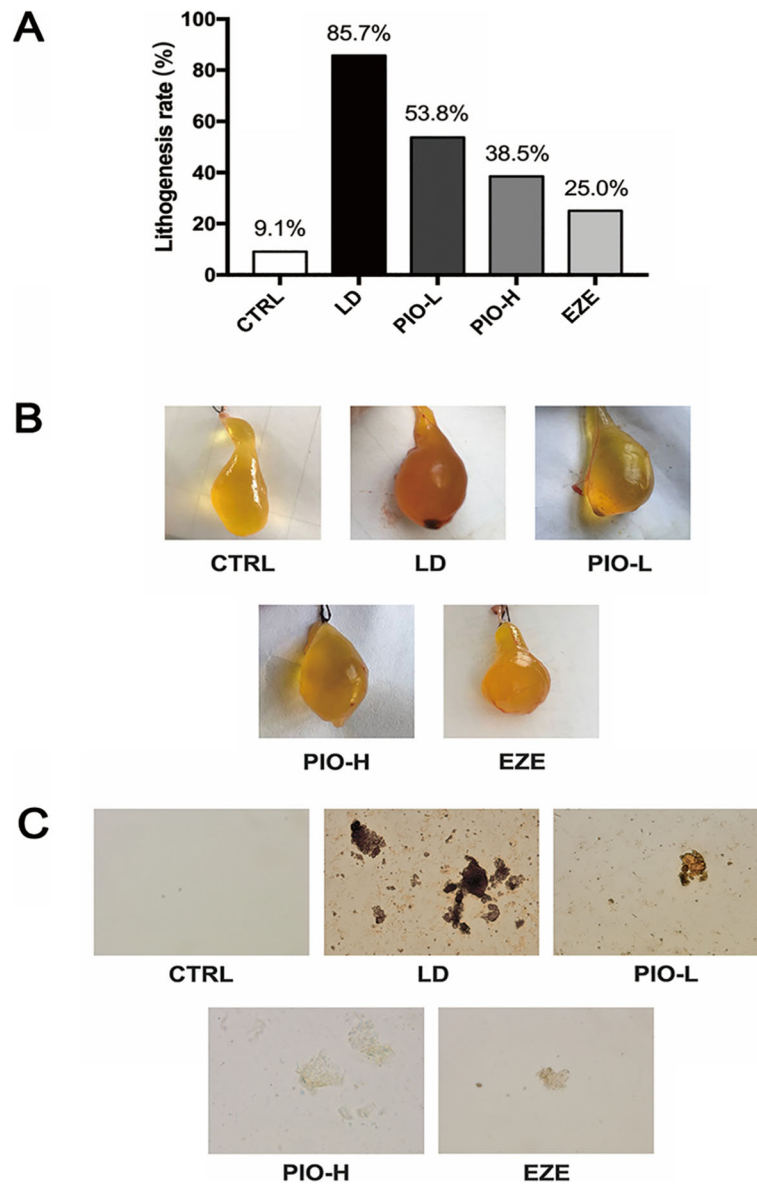 A
Lithogenesis rate (%)
100
80
60
40
20
0
9.1%
85.7%
53.8%
38.5%
25.0%
CTRL
LD
PIO-L
PIO-H
EZE
B
CTRL
LD
PIO-L
PIO-H
EZE
C
CTRL
LD
PIO-L
PIO-H
EZE